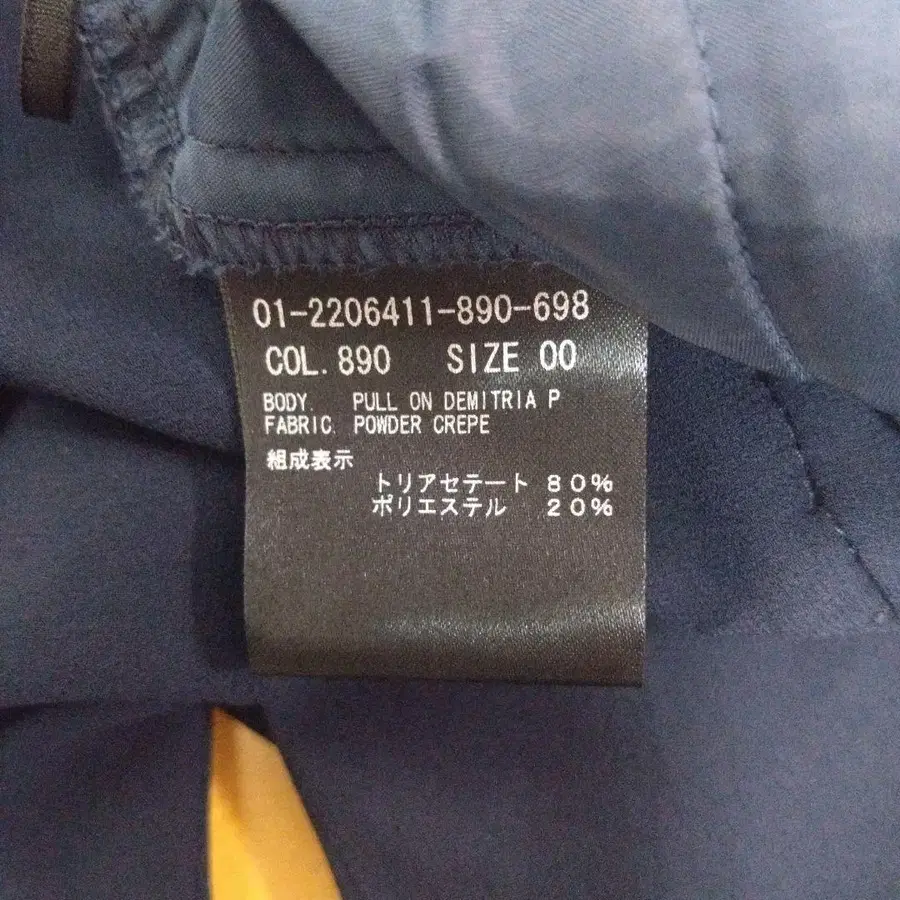 01-2206411-890-698
COL.890 SIZE 00
BODY. PULL ON DEMITRIA P
FABRIC. POWDER CREPE
組成表示
トリアセテート 80%
ポリエステル 20%